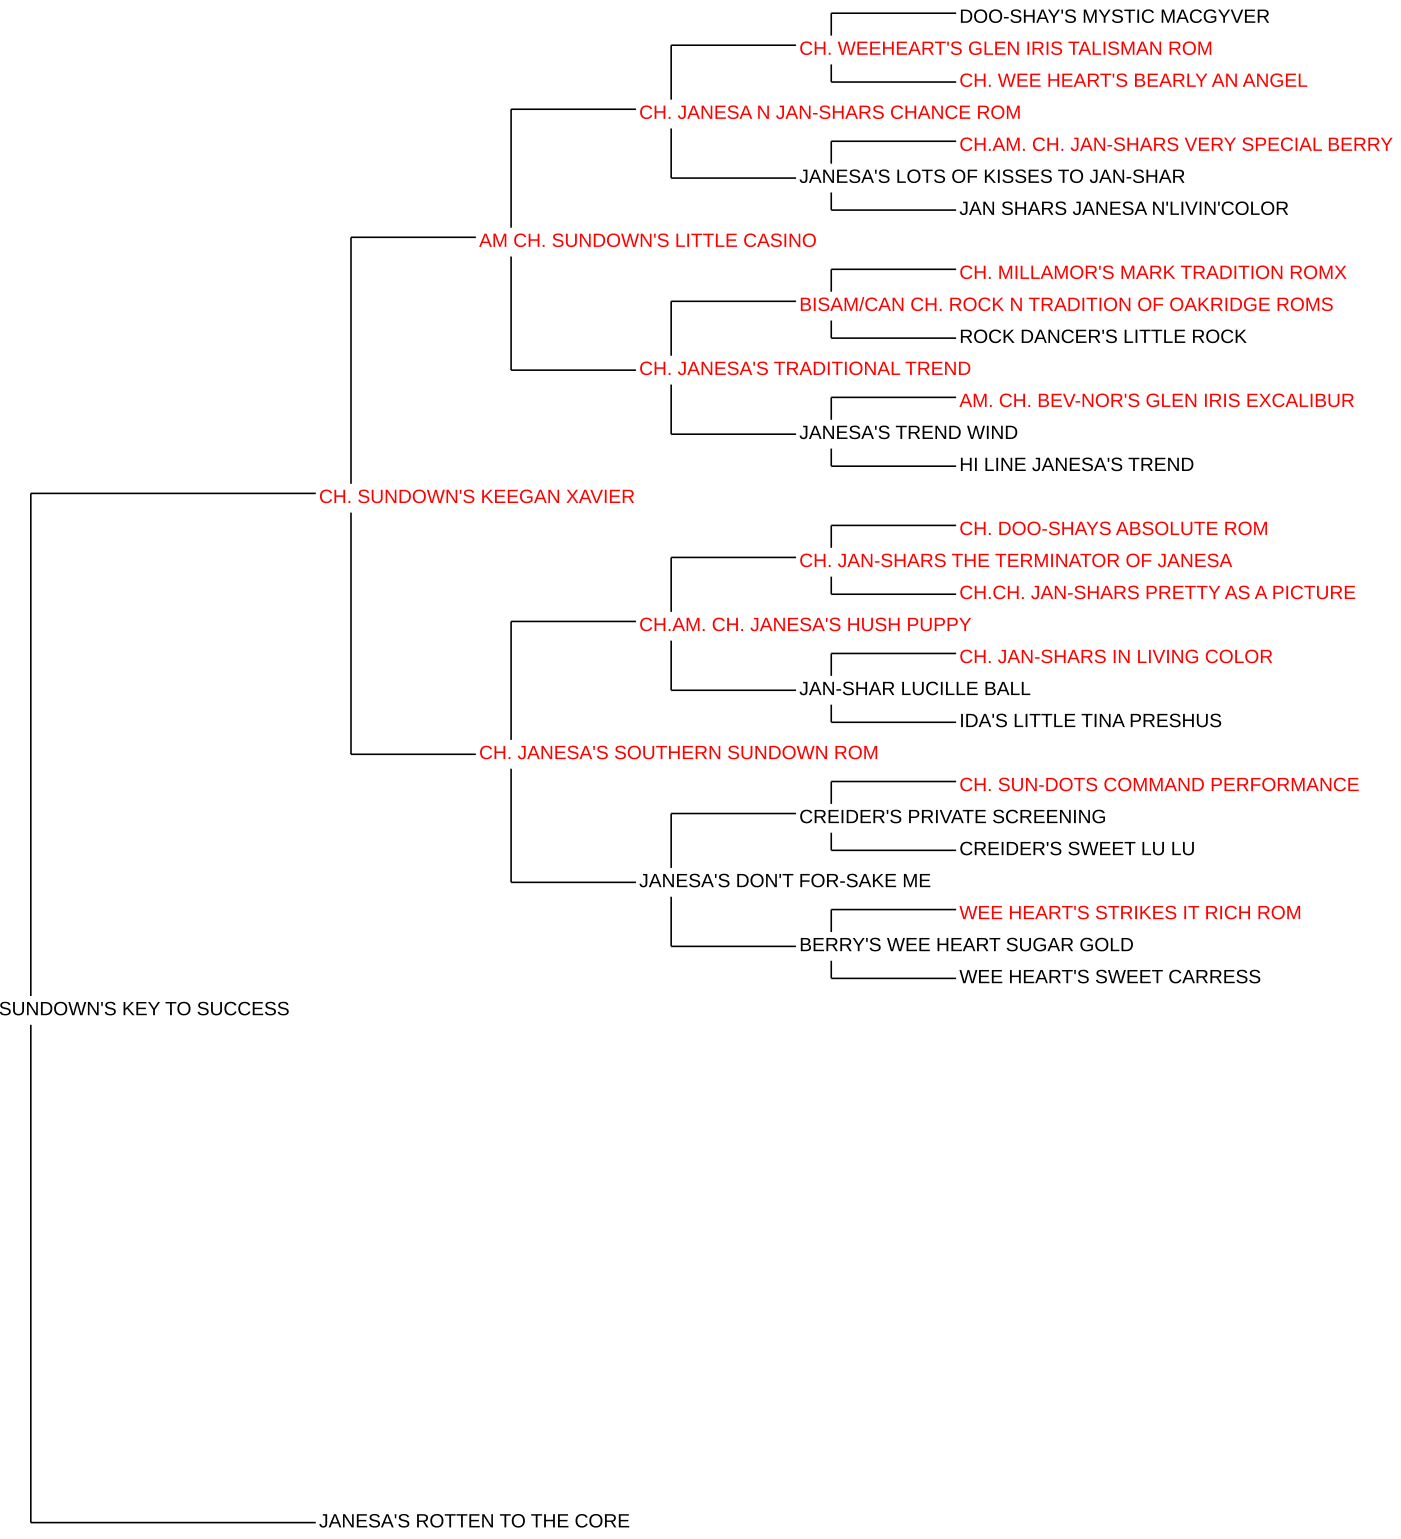 DOO-SHAY'S MYSTIC MACGYVER
CH. WEEHEART'S GLEN IRIS TALISMAN ROM
CH. WEE HEART'S BEARLY AN ANGEL
CH. JANESA N JAN-SHARS CHANCE ROM
CH.AM. CH. JAN-SHARS VERY SPECIAL BERRY
JANESA'S LOTS OF KISSES TO JAN-SHAR
JAN SHARS JANESA N'LIVIN'COLOR
AM CH. SUNDOWN'S LITTLE CASINO
CH. MILLAMOR'S MARK TRADITION ROMX
BISAM/CAN CH. ROCK N TRADITION OF OAKRIDGE ROMS
ROCK DANCER'S LITTLE ROCK
CH. JANESA'S TRADITIONAL TREND
AM. CH. BEV-NOR'S GLEN IRIS EXCALIBUR
JANESA'S TREND WIND
HI LINE JANESA'S TREND
CH. SUNDOWN'S KEEGAN XAVIER
CH. DOO-SHAYS ABSOLUTE ROM
CH. JAN-SHARS THE TERMINATOR OF JANESA
CH.CH. JAN-SHARS PRETTY AS A PICTURE
CH.AM. CH. JANESA'S HUSH PUPPY
CH. JAN-SHARS IN LIVING COLOR
JAN-SHAR LUCILLE BALL
IDA'S LITTLE TINA PRESHUS
CH. JANESA'S SOUTHERN SUNDOWN ROM
CH. SUN-DOTS COMMAND PERFORMANCE
CREIDER'S PRIVATE SCREENING
CREIDER'S SWEET LU LU
JANESA'S DON'T FOR-SAKE ME
WEE HEART'S STRIKES IT RICH ROM
BERRY'S WEE HEART SUGAR GOLD
WEE HEART'S SWEET CARRESS
SUNDOWN'S KEY TO SUCCESS
JANESA'S ROTTEN TO THE CORE